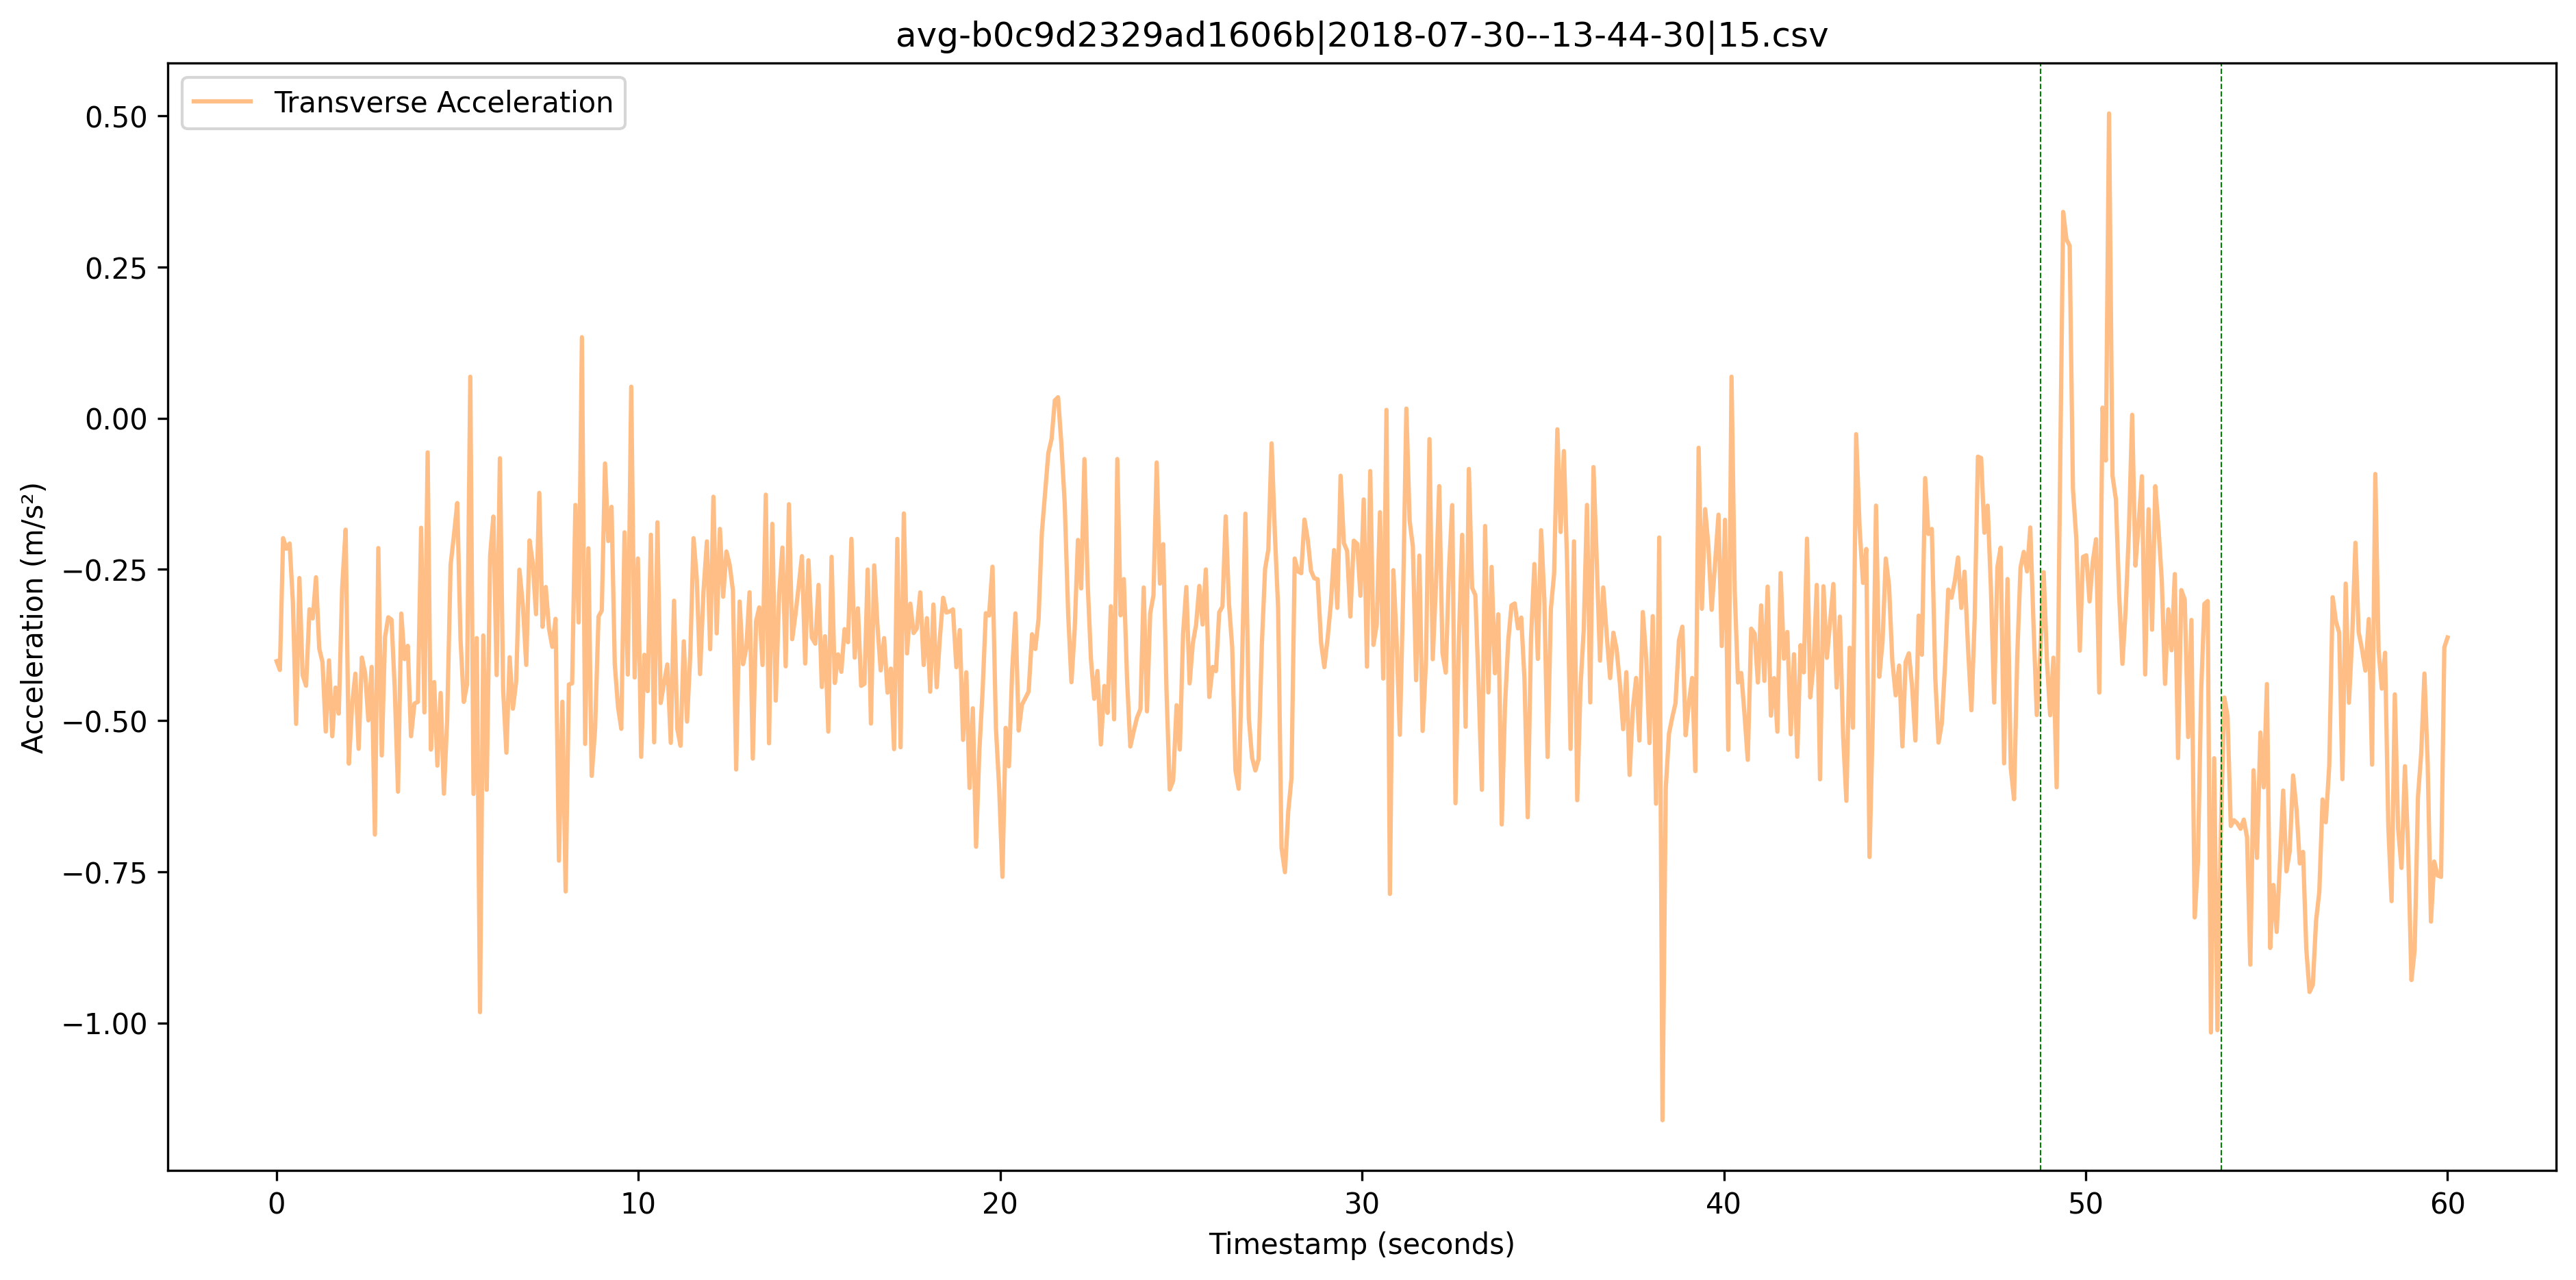 avg-b0c9d2329ad1606b|2018-07-30--13-44-30|15.csv
Transverse Acceleration
0.50
0.25
0.00
−0.25
−0.50
−0.75
−1.00
Acceleration (m/s²)
0 10 20 30 40 50 60
Timestamp (seconds)